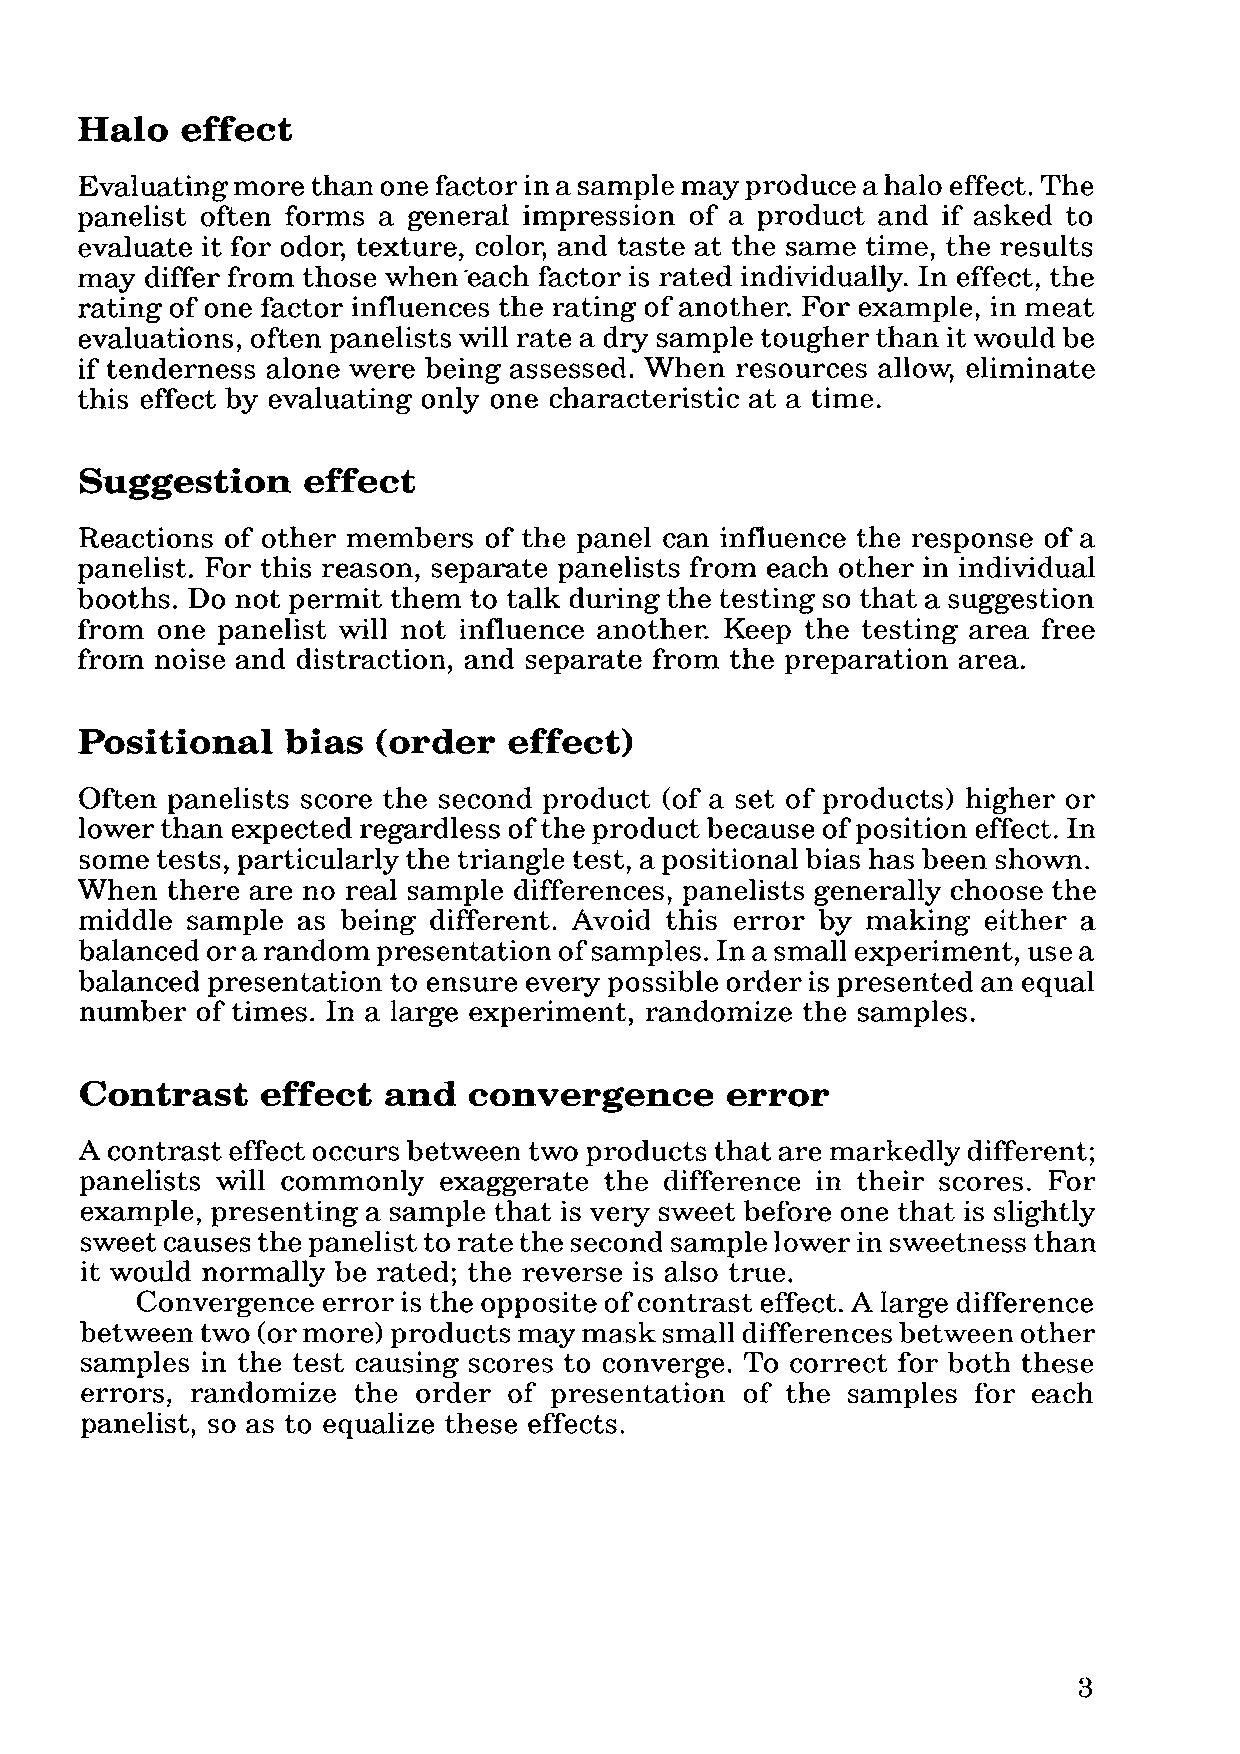 Halo effect
Evaluating more than one factor in a sample may produce a halo effect. The
panelist often forms a general impression of a product and if asked to
evaluate it for odor, texture, color, and taste at the same time, the results
may differ from those when each factor is rated individually. In effect, the
rating of one factor influences the rating of another. For example, in meat
evaluations, often panelists will rate a dry sample tougher than it would be
if tenderness alone were being assessed. When resources allow, eliminate
this effect by evaluating only one characteristic at a time.
Suggestion effect
Reactions of other members of the panel can influence the response of a
panelist. For this reason, separate panelists from each other in individual
booths. Do not permit them to talk during the testing so that a suggestion
from one panelist will not influence another. Keep the testing area free
from noise and distraction, and separate from the preparation area.
Positional bias (order effect)
Often panelists score the second product (of a set of products) higher or
lower than expected regardless of the product because of position effect. In
some tests, particularly the triangle test, a positional bias has been shown.
When there are no real sample differences, panelists generally choose the
middle sample as being different. Avoid this error by making either a
balanced or a random presentation of samples. In a small experiment, use a
balanced presentation to ensure every possible order is presented an equal
number of times. In a large experiment, randomize the samples.
Contrast effect and convergence error
A contrast effect occurs between two products that are markedly different;
panelists will commonly exaggerate the difference in their scores. For
example, presenting a sample that is very sweet before one that is slightly
sweet causes the panelist to rate the second sample lower in sweetness than
it would normally be rated; the reverse is also true.
Convergence error is the opposite of contrast effect. A large difference
between two (or more) products may mask small differences between other
samples in the test causing scores to converge. To correct for both these
errors, randomize the order of presentation of the samples for each
panelist, so as to equalize these effects.
3